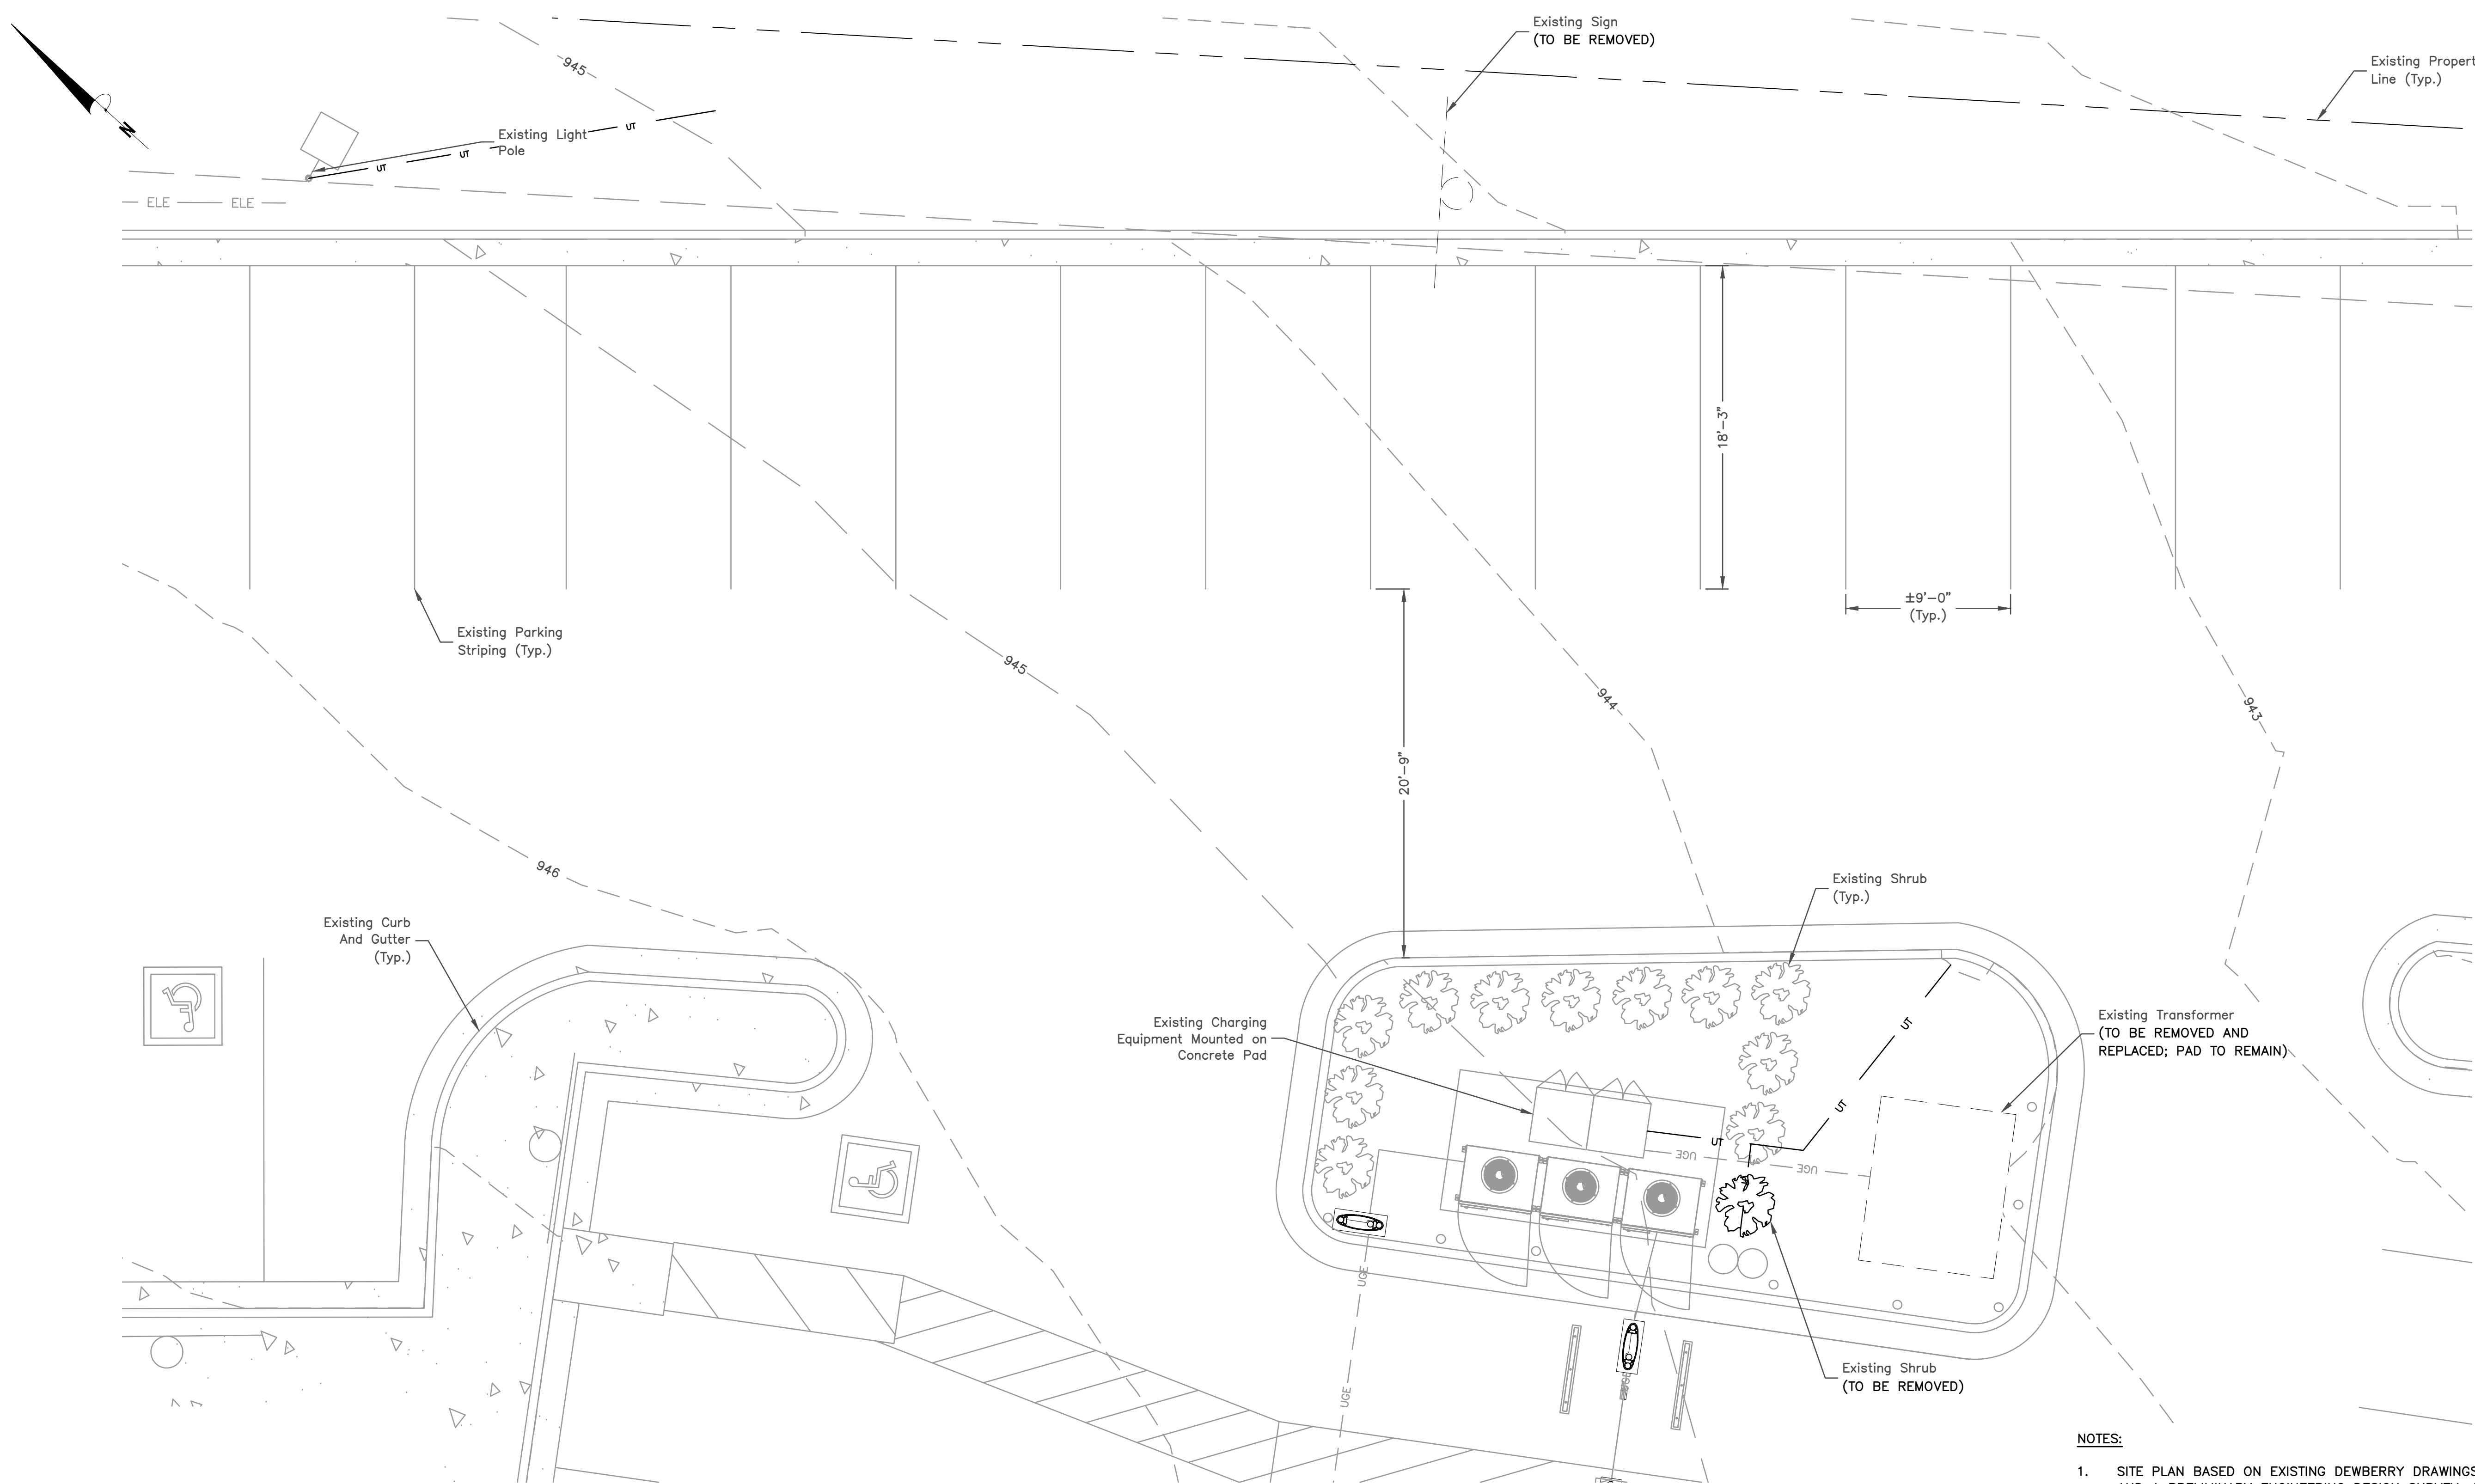 Existing Sign
(TO BE REMOVED)
945
Existing
Line (Typ.)
N
Existing Light
Pole
UT
UT
UT
ELE
ELE
18'-3"
±9'-0"
(Typ.)
Existing Parking
Striping (Typ.)
945
944
943
20'-9"
946
Existing Shrub
(Typ.)
Existing Curb
And Gutter
(Typ.)
Existing Charging
Equipment Mounted on
Concrete Pad
Existing Transformer
(TO BE REMOVED AND
REPLACED; PAD TO REMAIN)
UT
UT
UT
UGE
UGE
UGE
UGE
UGE
Existing Shrub
(TO BE REMOVED)
NOTES:
1. SITE PLAN BASED ON EXISTING DEWBERRY DRAWINGS